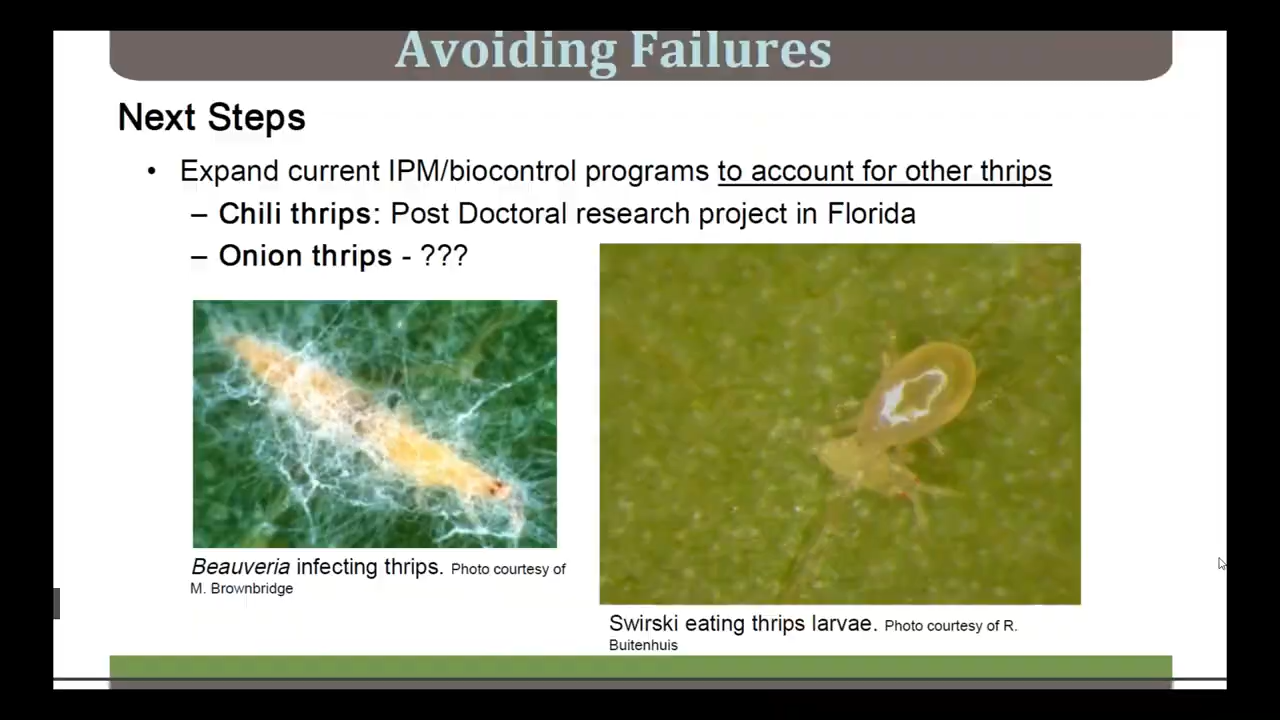 Avoiding Failures
Next Steps
• Expand current IPM/biocontrol programs to account for other thrips
– Chili thrips: Post Doctoral research project in Florida
– Onion thrips - ???
Beauveria infecting thrips. Photo courtesy of
M. Brownbridge
Swirski eating thrips larvae. Photo courtesy of R.
Buitenhuis